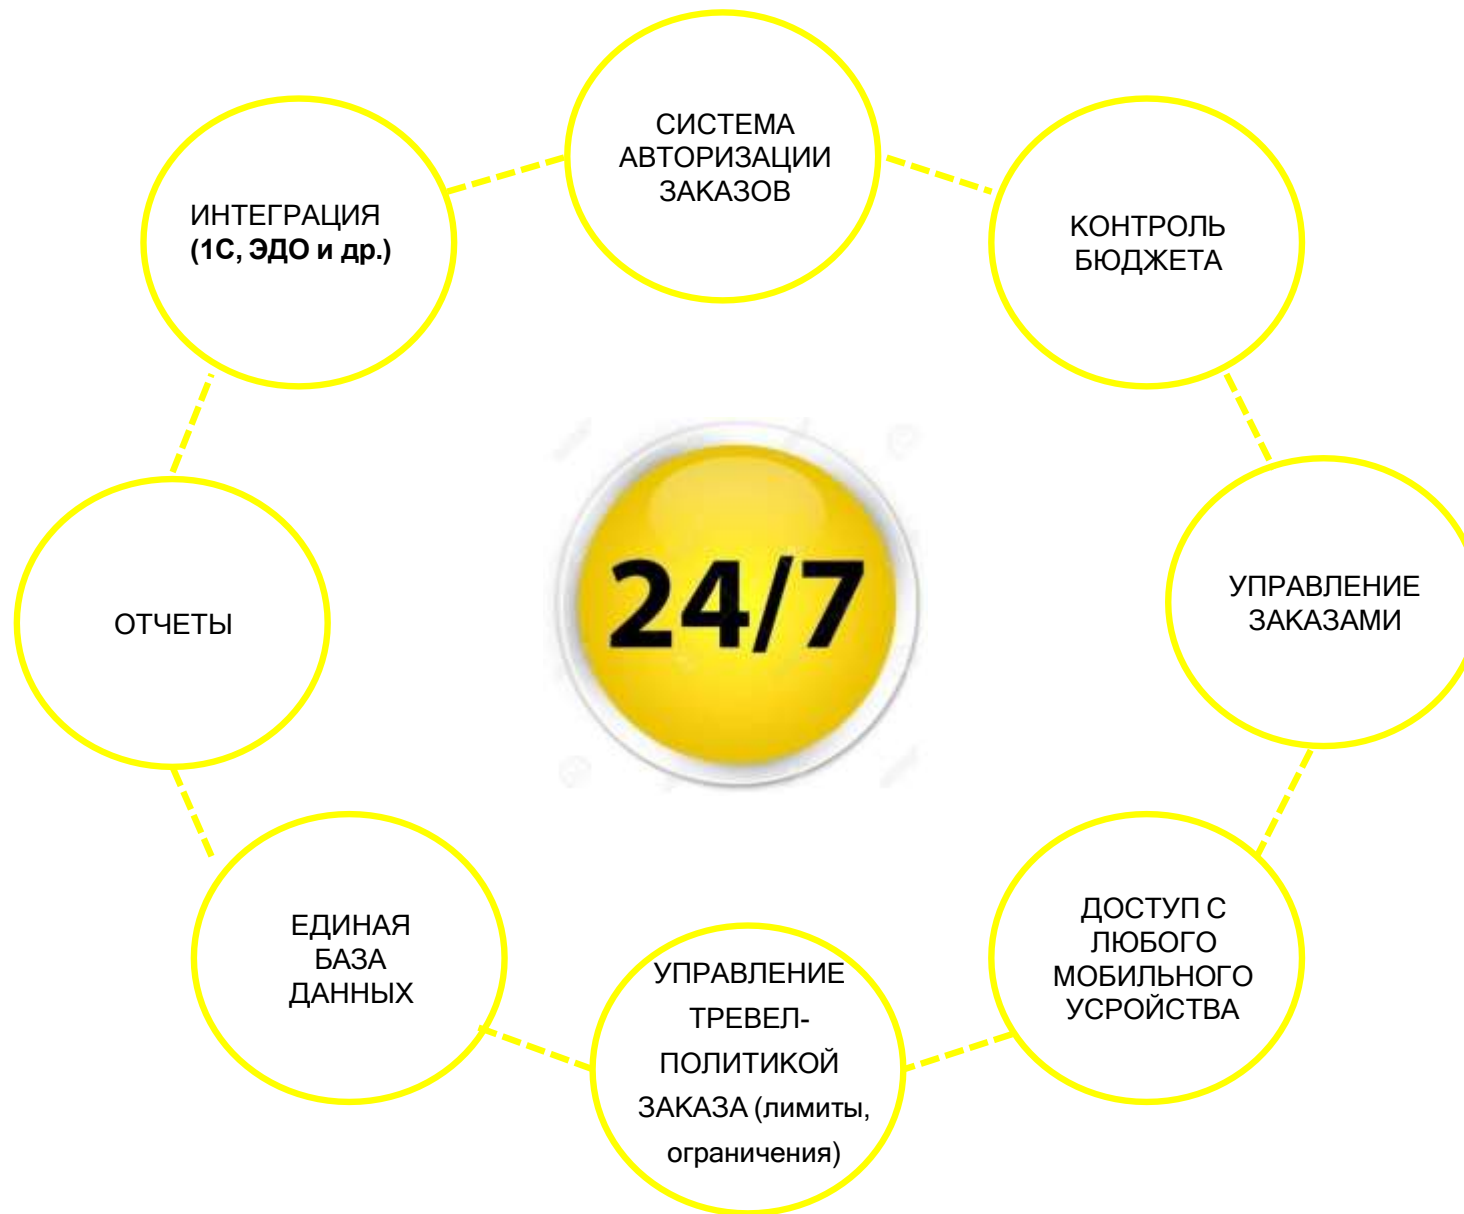 СИСТЕМА
АВТОРИЗАЦИИ
ЗАКАЗОВ
КОНТРОЛЬ
БЮДЖЕТА
УПРАВЛЕНИЕ
ЗАКАЗАМИ
ДОСТУП С
ЛЮБОГО
МОБИЛЬНОГО
УСРОЙСТВА
УПРАВЛЕНИЕ
ТРЕВЕЛ-
ПОЛИТИКОЙ
ЗАКАЗА (лимиты,
ограничения)
ЕДИНАЯ
БАЗА
ДАННЫХ
ОТЧЕТЫ
ИНТЕГРАЦИЯ
(1С, ЭДО и др.)
24/7